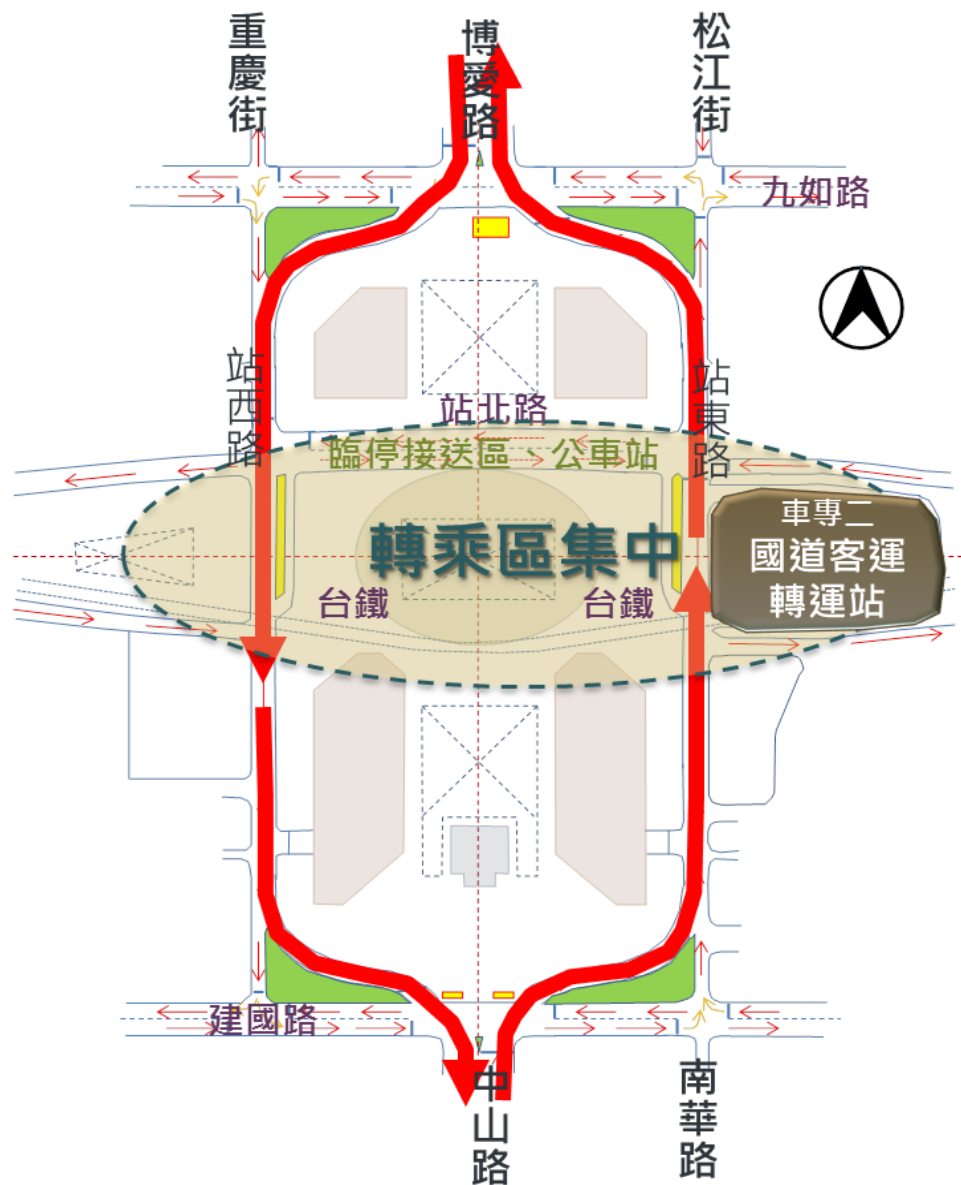 重慶街
博愛路
松江街
九如路
站西路
站東路
站北路
臨停接送區、公車站
轉乘區集中
車專二
國道客運
轉運站
台鐵
台鐵
建國路
中山路
南華路